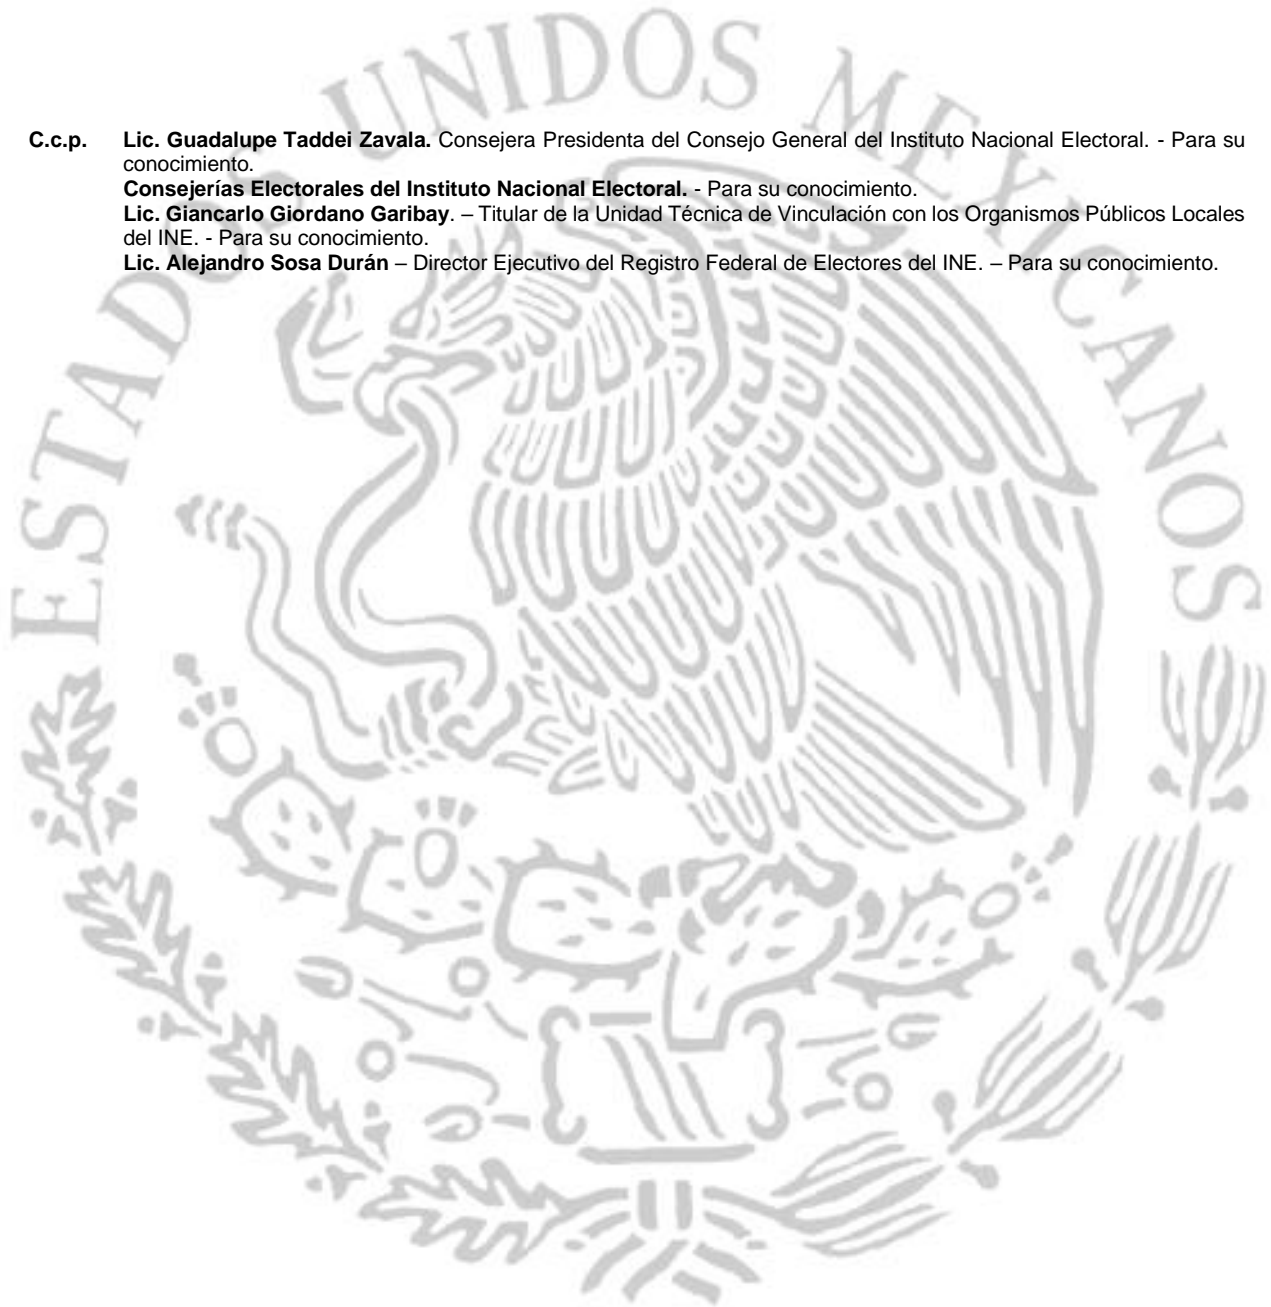 ESTADOS UNIDOS MEXICANOS
C.c.p. Lic. Guadalupe Taddei Zavala. Consejera Presidenta del Consejo General del Instituto Nacional Electoral. - Para su
conocimiento.
Consejerías Electorales del Instituto Nacional Electoral. - Para su conocimiento.
Lic. Giancarlo Giordano Garibay. – Titular de la Unidad Técnica de Vinculación con los Organismos Públicos Locales
del INE. - Para su conocimiento.
Lic. Alejandro Sosa Durán – Director Ejecutivo del Registro Federal de Electores del INE. – Para su conocimiento.